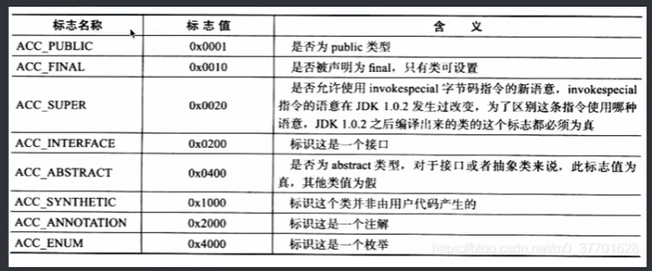 标志名称 标 志 值 含 义
ACC_PUBLIC 0x0001 是否为 public 类型
ACC_FINAL 0x0010 是否被声明为 final，只有类可设置
ACC_SUPER 0x0020 是否允许使用 invokespecial 字节码指令的新语意，invokespecial
指令的语意在 JDK 1.0.2 发生过改变，为了区别这条指令使用哪种
语意，JDK 1.0.2 之后编译出来的类的这个标志都必须为真
ACC_INTERFACE 0x0200 标识这是一个接口
ACC_ABSTRACT 0x0400 是否为 abstract 类型，对于接口或者抽象类来说，此标志值为
真，其他类值为假
ACC_SYNTHETIC 0x1000 标识这个类并非由用户代码产生的
ACC_ANNOTATION 0x2000 标识这是一个注解
ACC_ENUM 0x4000 标识这是一个枚举
https://blog.csdn.net/m0_37701628